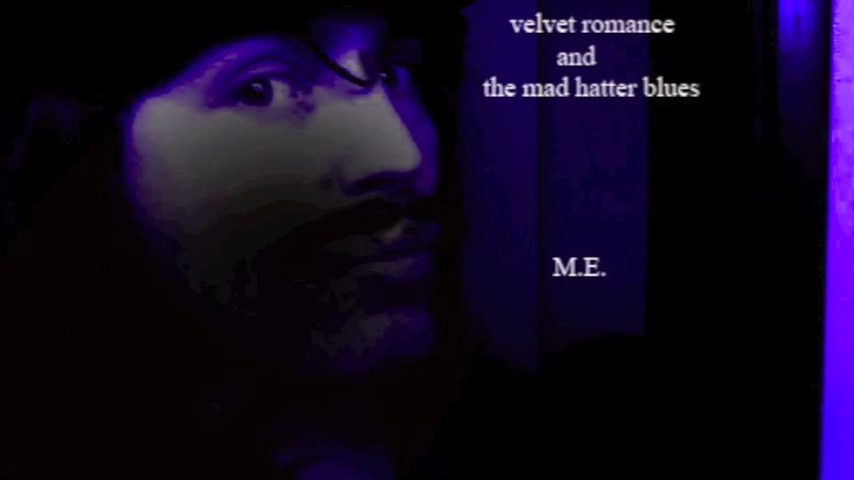 velvet romance
and
the mad hatter blues
M.E.